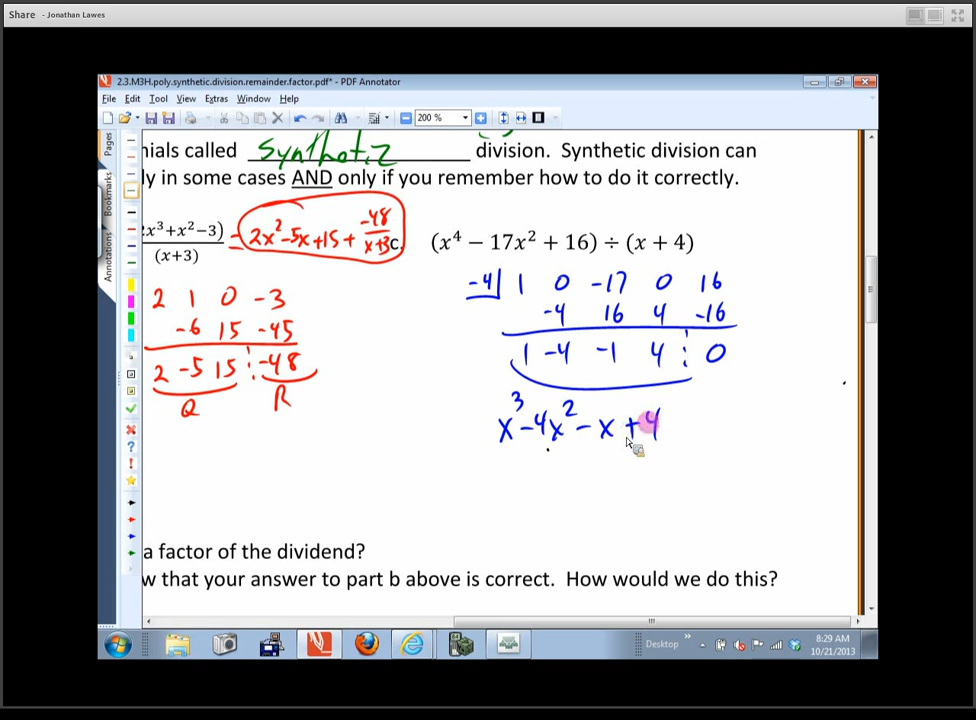 Share - Jonathan Lawes
2.3.M3H.poly.synthetic.division.remainder.factor.pdf* - PDF Annotator
File Edit Tool View Extras Window Help
200 %
Pages
Bookmarks
Annotations
nials called synthetiz division. Synthetic division can
ly in some cases AND only if you remember how to do it correctly.
(2x³+x²−3)/(x+3) = 2x²-5x+15+ -48/x+3
c. (x⁴ − 17x² + 16) ÷ (x + 4)
2 1 0 -3
-6 15 -45
2 -5 15 -48
Q R
-4 1 0 -17 0 16
-4 16 4 -16
1 -4 -1 4 0
x³-4x²-x+4
a factor of the dividend?
w that your answer to part b above is correct. How would we do this?
Desktop
8:29 AM
10/21/2013